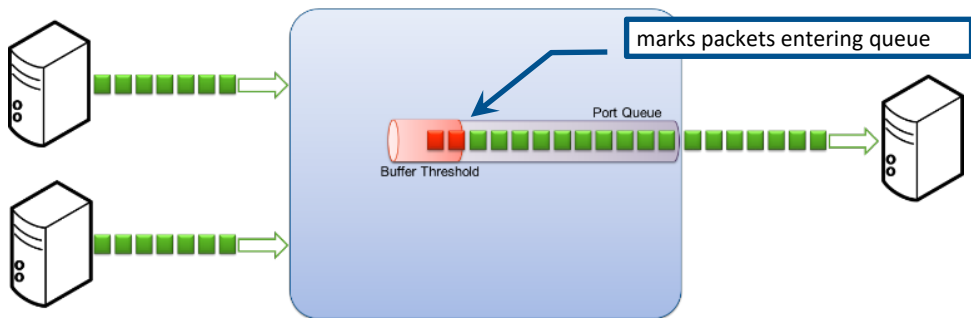 marks packets entering queue
Port Queue
Buffer Threshold